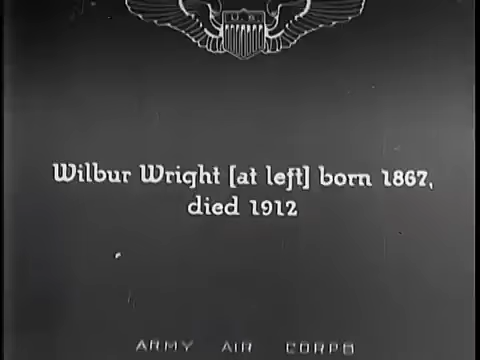 U.S.
Wilbur Wright [at left] born 1867,
died 1912
ARMY AIR CORPS